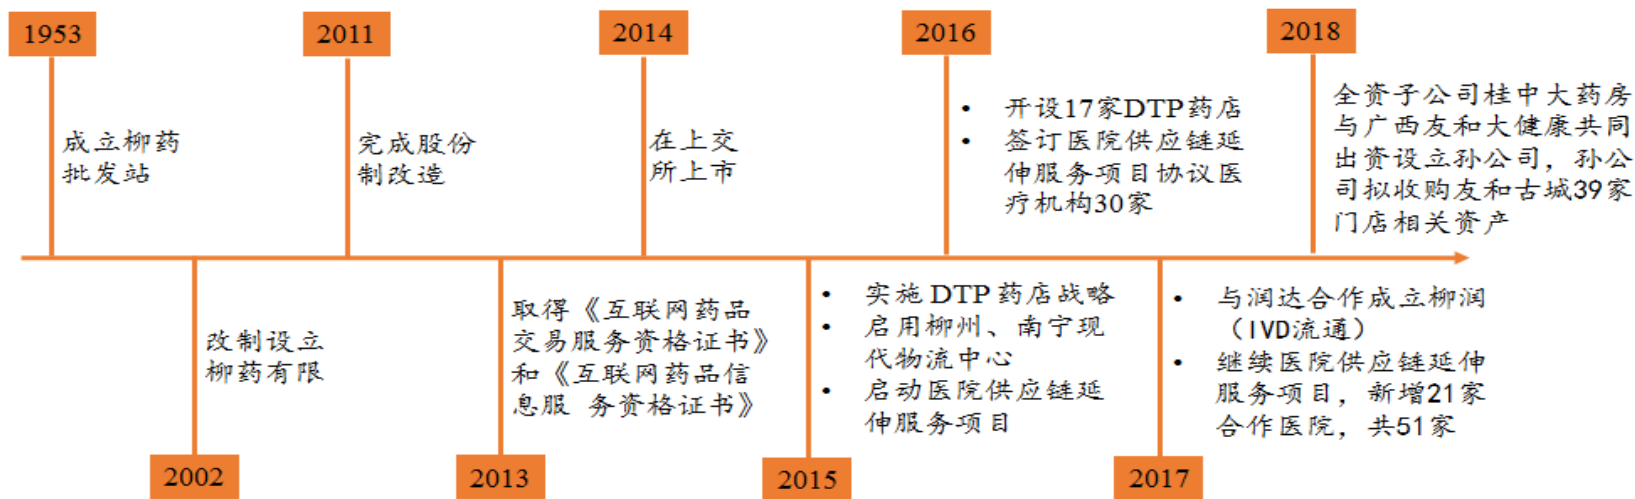 1953
成立柳药
批发站
2002
改制设立
柳药有限
2011
完成股份
制改造
2013
取得《互联网药品
交易服务资格证书》
和《互联网药品信
息服 务资格证书》
2014
在上交
所上市
2015
• 实施 DTP 药店战略
• 启用柳州、南宁现
代物流中心
• 启动医院供应链延
伸服务项目
2016
• 开设17家DTP药店
• 签订医院供应链延
伸服务项目协议医
疗机构30家
2017
• 与润达合作成立柳润
（IVD流通）
• 继续医院供应链延伸
服务项目，新增21家
合作医院，共51家
2018
全资子公司桂中大药房
与广西友和大健康共同
出资设立孙公司，孙公
司拟收购友和古城39家
门店相关资产